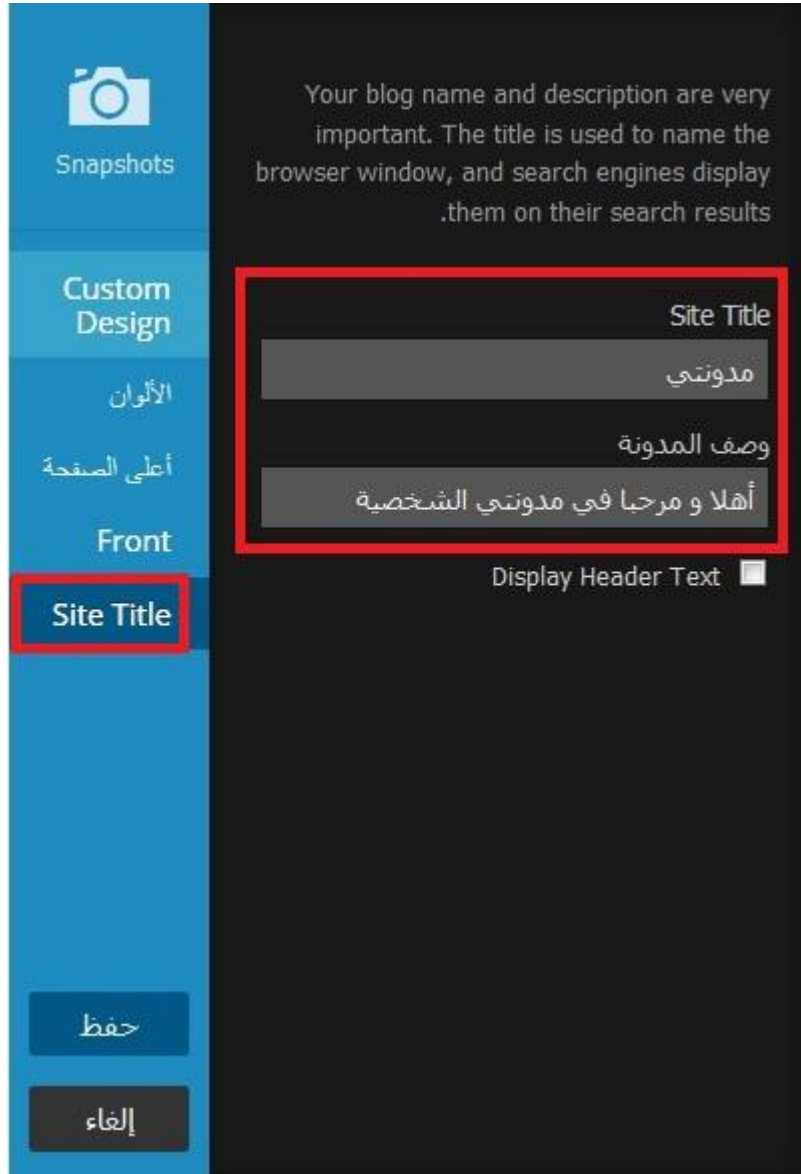 Snapshots
Custom
Design
الألوان
أعلى الصفحة
Front
Site Title
حفظ
إلغاء
Your blog name and description are very
important. The title is used to name the
browser window, and search engines display
.them on their search results
Site Title
مدونتي
وصف المدونة
أهلا و مرحبا في مدونتي الشخصية
Display Header Text